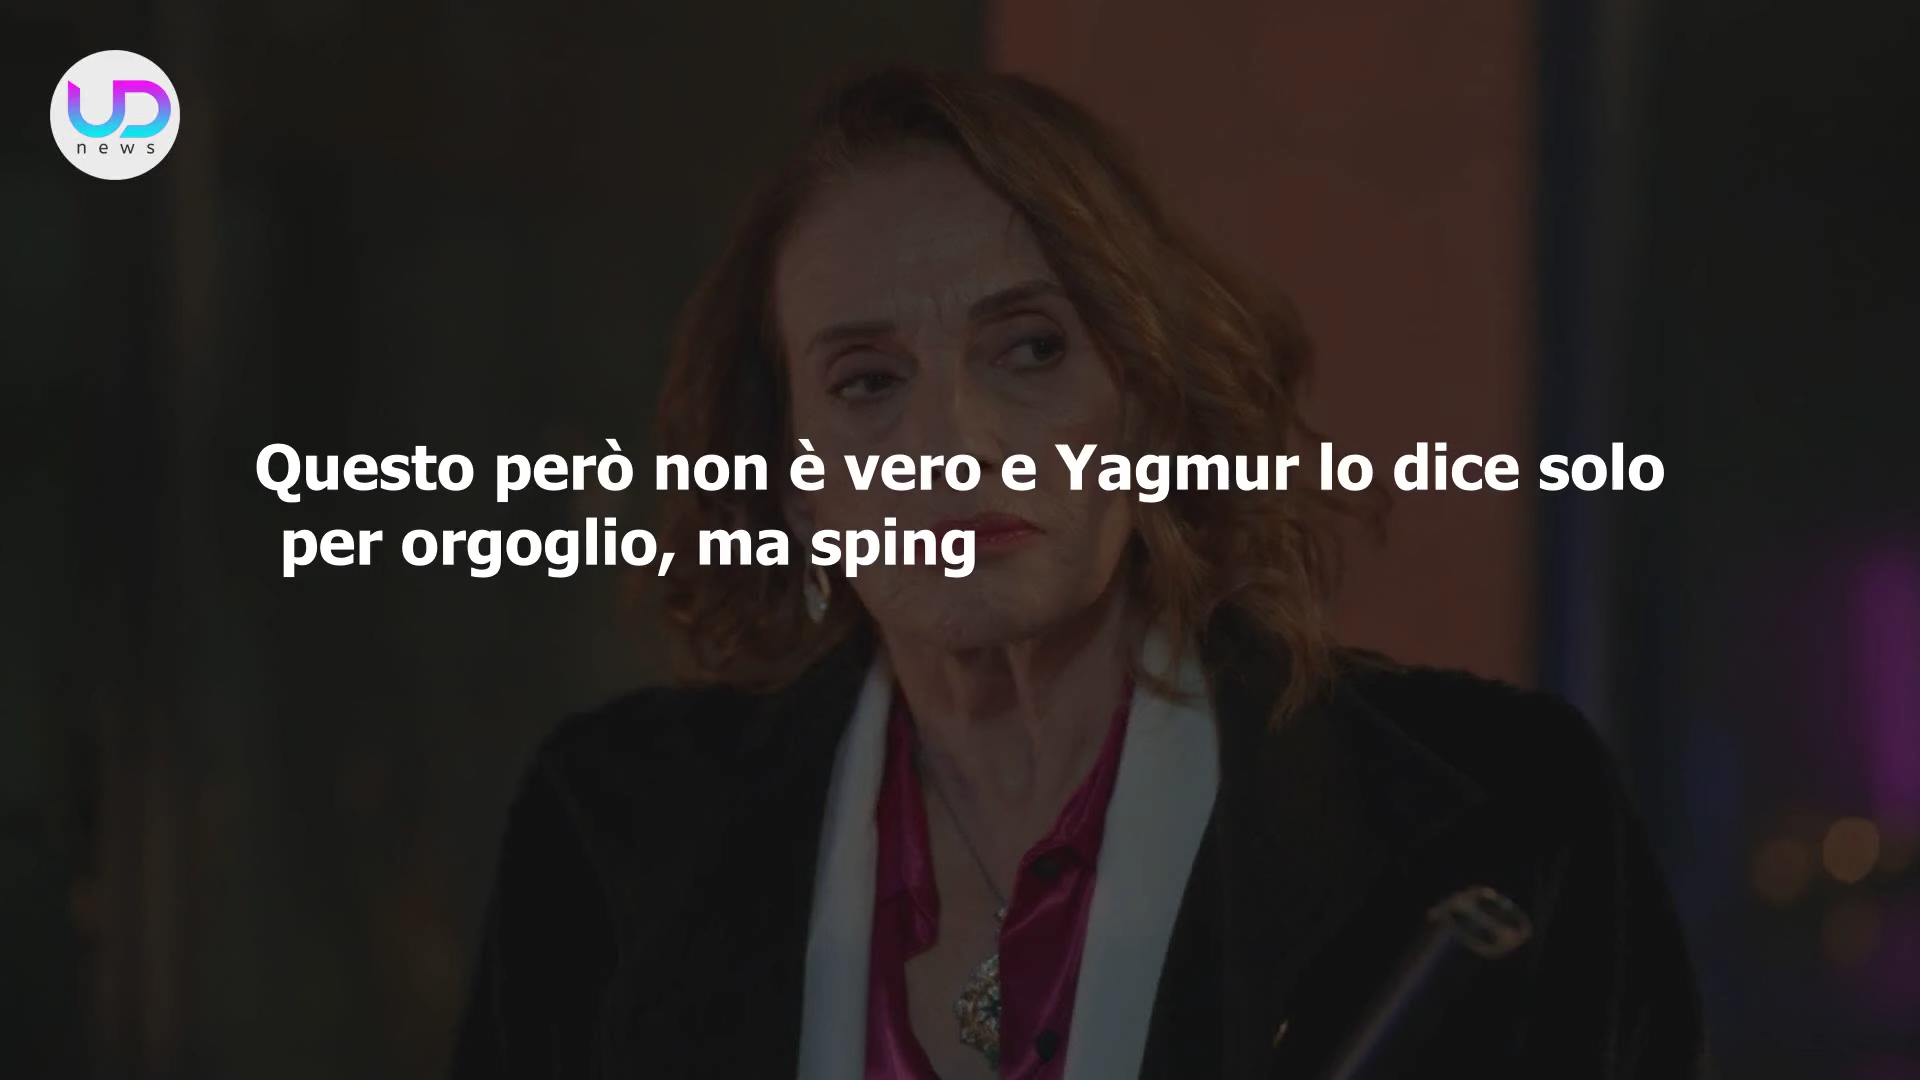 UD
news
Questo però non è vero e Yagmur lo dice solo
per orgoglio, ma sping